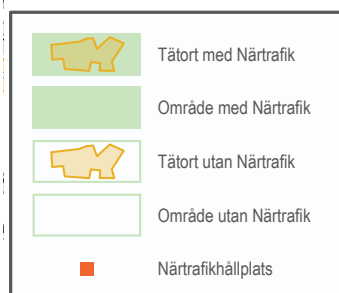 Tätort med Närtrafik
Område med Närtrafik
Tätort utan Närtrafik
Område utan Närtrafik
Närtrafikhållplats